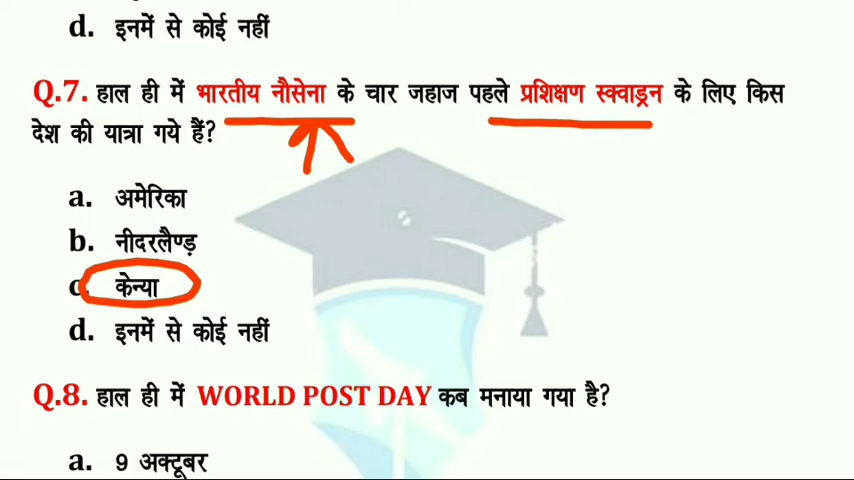 d. इनमें से कोई नहीं
Q.7. हाल ही में भारतीय नौसेना के चार जहाज पहले प्रशिक्षण स्क्वाड्रन के लिए किस
देश की यात्रा गये हैं?
a. अमेरिका
b. नीदरलैण्ड़
c. केन्या
d. इनमें से कोई नहीं
Q.8. हाल ही में WORLD POST DAY कब मनाया गया है?
a. 9 अक्टूबर